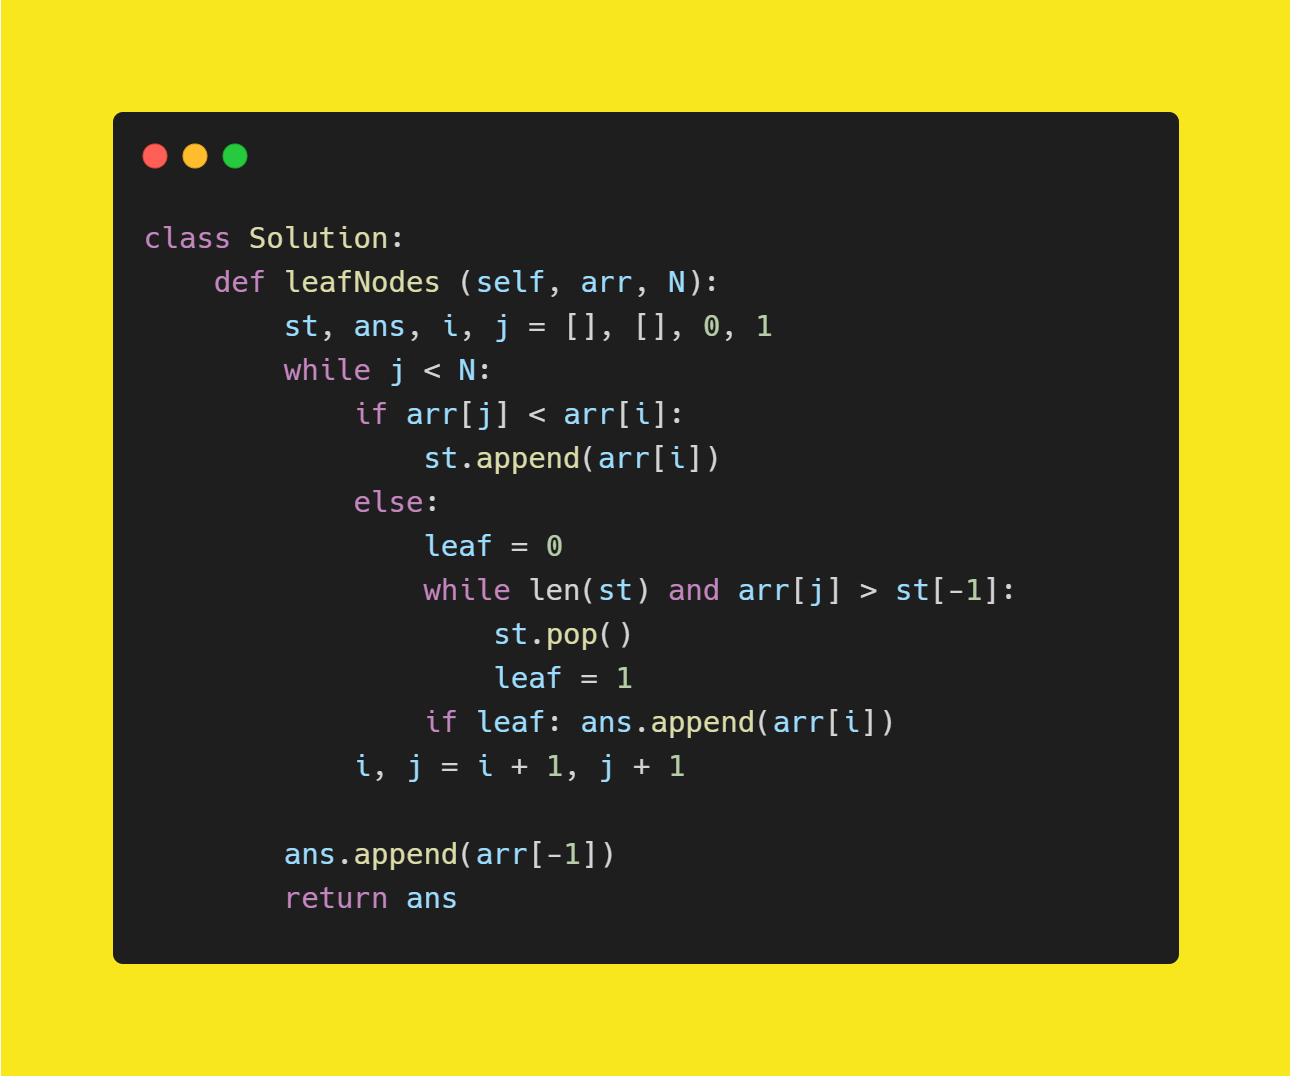 class Solution:
    def leafNodes (self, arr, N):
        st, ans, i, j = [], [], 0, 1
        while j < N:
            if arr[j] < arr[i]:
                st.append(arr[i])
            else:
                leaf = 0
                while len(st) and arr[j] > st[-1]:
                    st.pop()
                    leaf = 1
                if leaf: ans.append(arr[i])
            i, j = i + 1, j + 1

        ans.append(arr[-1])
        return ans